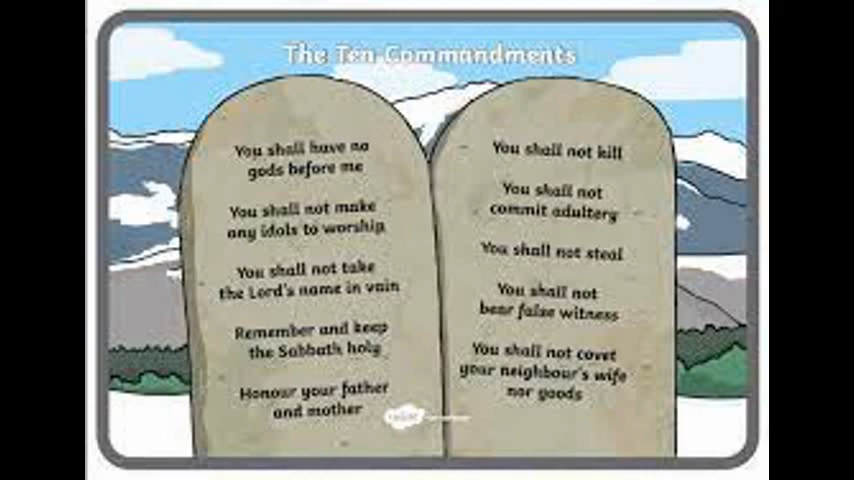 The Ten Commandments
You shall have no
gods before me
You shall not make
any idols to worship
You shall not take
the Lord's name in vain
Remember and keep
the Sabbath holy
Honour your father
and mother
You shall not kill
You shall not
commit adultery
You shall not steal
You shall not
bear false witness
You shall not covet
your neighbour's wife
nor goods